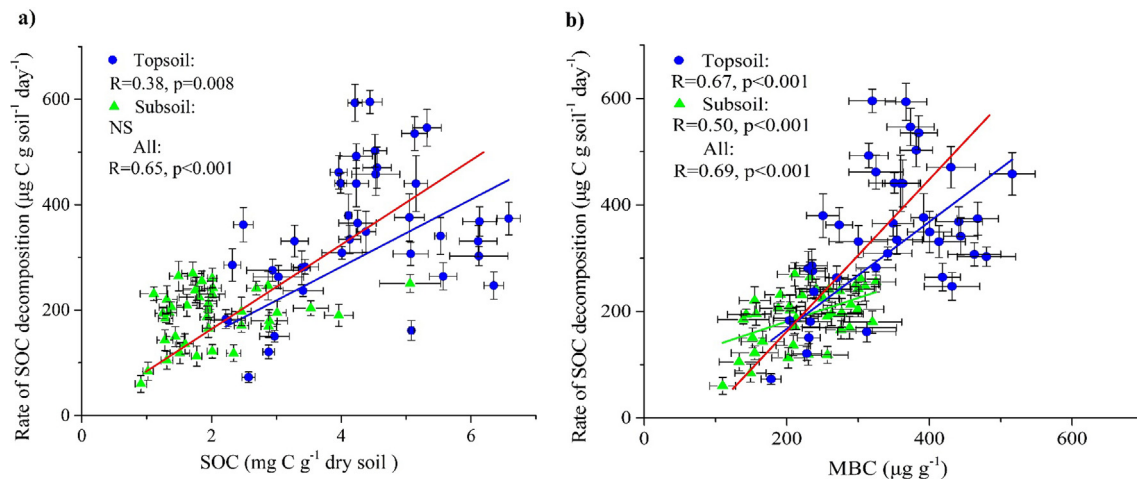 a)
Topsoil:
R=0.38, p=0.008
Subsoil:
NS
All:
R=0.65, p<0.001
600
400
200
0
0 2 4 6
Rate of SOC decomposition (µg C g soil⁻¹ day⁻¹)
SOC (mg C g⁻¹ dry soil )
b)
Topsoil:
R=0.67, p<0.001
Subsoil:
R=0.50, p<0.001
All:
R=0.69, p<0.001
600
400
200
0
0 200 400 600
Rate of SOC decomposition (µg C g soil⁻¹ day⁻¹)
MBC (µg g⁻¹)